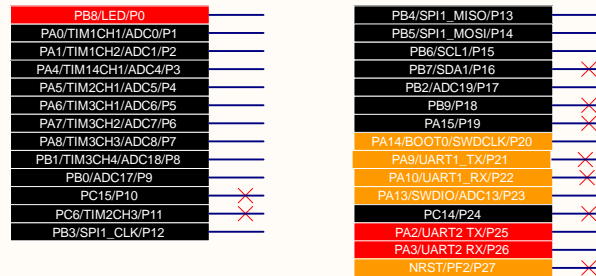 PB8/LED/P0
PA0/TIM1CH1/ADC0/P1
PA1/TIM1CH2/ADC1/P2
PA4/TIM14CH1/ADC4/P3
PA5/TIM2CH1/ADC5/P4
PA6/TIM3CH1/ADC6/P5
PA7/TIM3CH2/ADC7/P6
PA8/TIM3CH3/ADC8/P7
PB1/TIM3CH4/ADC18/P8
PB0/ADC17/P9
PC15/P10
PC6/TIM2CH3/P11
PB3/SPI1_CLK/P12
PB4/SPI1_MISO/P13
PB5/SPI1_MOSI/P14
PB6/SCL1/P15
PB7/SDA1/P16
PB2/ADC19/P17
PB9/P18
PA15/P19
PA14/BOOT0/SWDCLK/P20
PA9/UART1_TX/P21
PA10/UART1_RX/P22
PA13/SWDIO/ADC13/P23
PC14/P24
PA2/UART2 TX/P25
PA3/UART2 RX/P26
NRST/PF2/P27